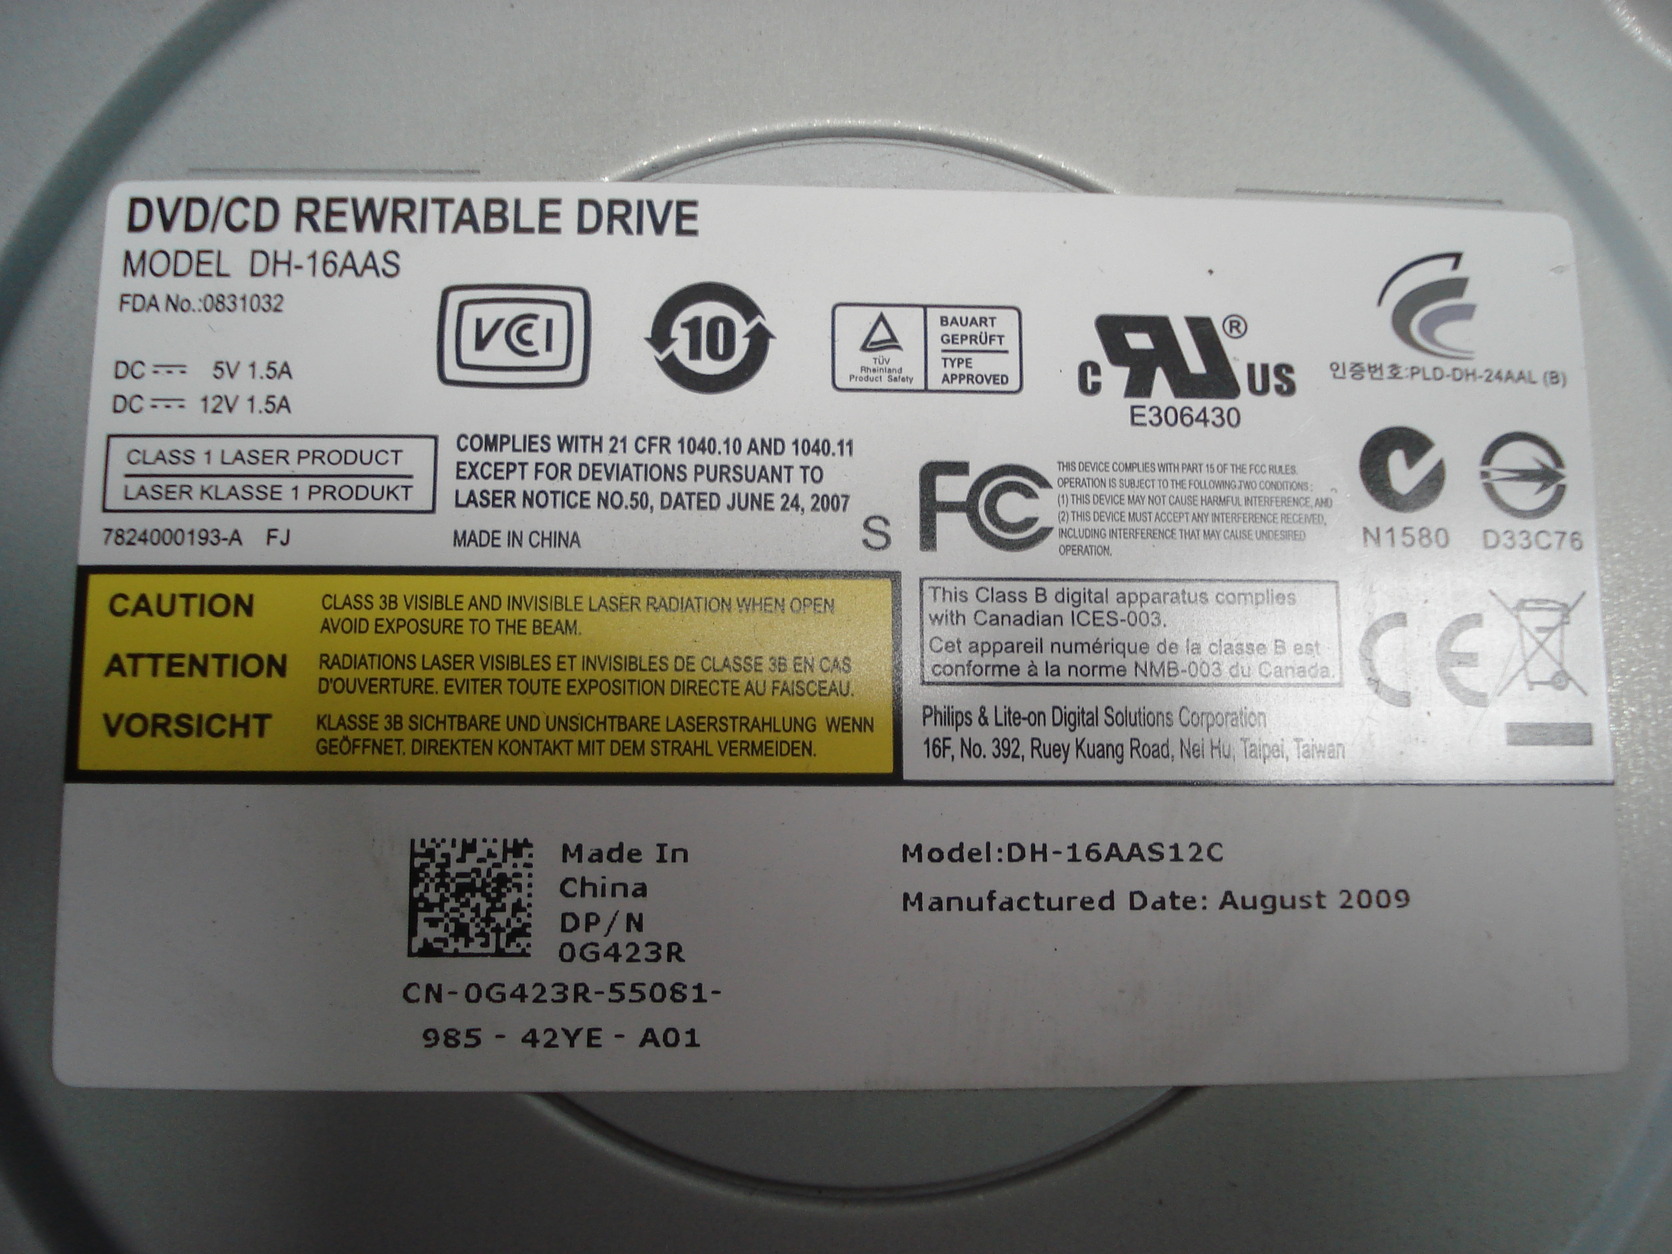 DVD/CD REWRITABLE DRIVE
MODEL DH-16AAS
FDA No.:0831032
DC 5V 1.5A
DC 12V 1.5A
VCCI
10
TÜV
Rheinland
Product Safety
BAUART
GEPRÜFT
TYPE
APPROVED
C RU ® US
E306430
인증번호:PLD-DH-24AAL (B)
CLASS 1 LASER PRODUCT
LASER KLASSE 1 PRODUKT
COMPLIES WITH 21 CFR 1040.10 AND 1040.11
EXCEPT FOR DEVIATIONS PURSUANT TO
LASER NOTICE NO.50, DATED JUNE 24, 2007
7824000193-A FJ
MADE IN CHINA
S
FC
THIS DEVICE COMPLIES WITH PART 15 OF THE FCC RULES.
OPERATION IS SUBJECT TO THE FOLLOWING TWO CONDITIONS:
(1) THIS DEVICE MAY NOT CAUSE HARMFUL INTERFERENCE, AND
(2) THIS DEVICE MUST ACCEPT ANY INTERFERENCE RECEIVED,
INCLUDING INTERFERENCE THAT MAY CAUSE UNDESIRED
OPERATION.
N1580
D33C76
CAUTION
CLASS 3B VISIBLE AND INVISIBLE LASER RADIATION WHEN OPEN
AVOID EXPOSURE TO THE BEAM.
ATTENTION
RADIATIONS LASER VISIBLES ET INVISIBLES DE CLASSE 3B EN CAS
D'OUVERTURE. EVITER TOUTE EXPOSITION DIRECTE AU FAISCEAU.
VORSICHT
KLASSE 3B SICHTBARE UND UNSICHTBARE LASERSTRAHLUNG WENN
GEÖFFNET. DIREKTEN KONTAKT MIT DEM STRAHL VERMEIDEN.
This Class B digital apparatus complies
with Canadian ICES-003.
Cet appareil numérique de la classe B est
conforme à la norme NMB-003 du Canada.
CE
Philips & Lite-on Digital Solutions Corporation
16F, No. 392, Ruey Kuang Road, Nei Hu, Taipei, Taiwan
Made In
China
DP/N
0G423R
CN-0G423R-55081-
985 - 42YE - A01
Model:DH-16AAS12C
Manufactured Date: August 2009